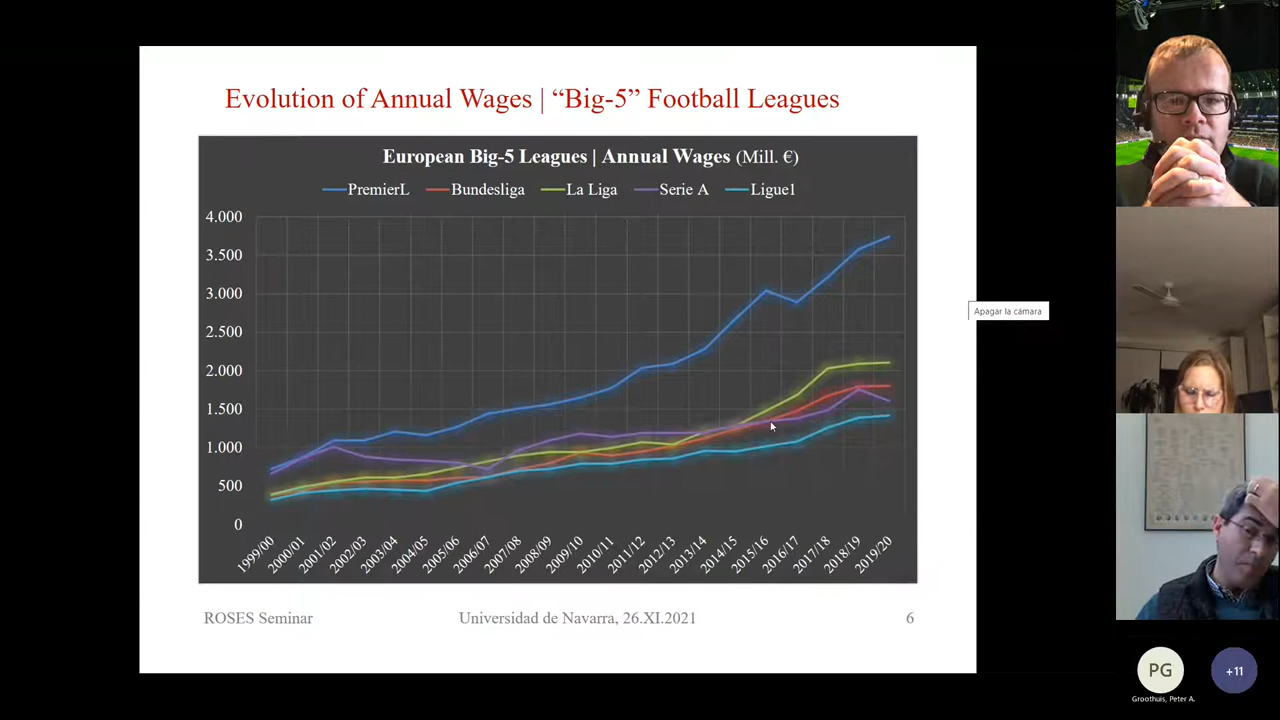 Evolution of Annual Wages | “Big-5” Football Leagues
European Big-5 Leagues | Annual Wages (Mill. €)
PremierL Bundesliga La Liga Serie A Ligue1
4.000
3.500
3.000
2.500
2.000
1.500
1.000
500
0
1999/00 2000/01 2001/02 2002/03 2003/04 2004/05 2005/06 2006/07 2007/08 2008/09 2009/10 2010/11 2011/12 2012/13 2013/14 2014/15 2015/16 2016/17 2017/18 2018/19 2019/20
ROSES Seminar Universidad de Navarra, 26.XI.2021 6
Apagar la cámara
PG +11
Groothuis, Peter A.